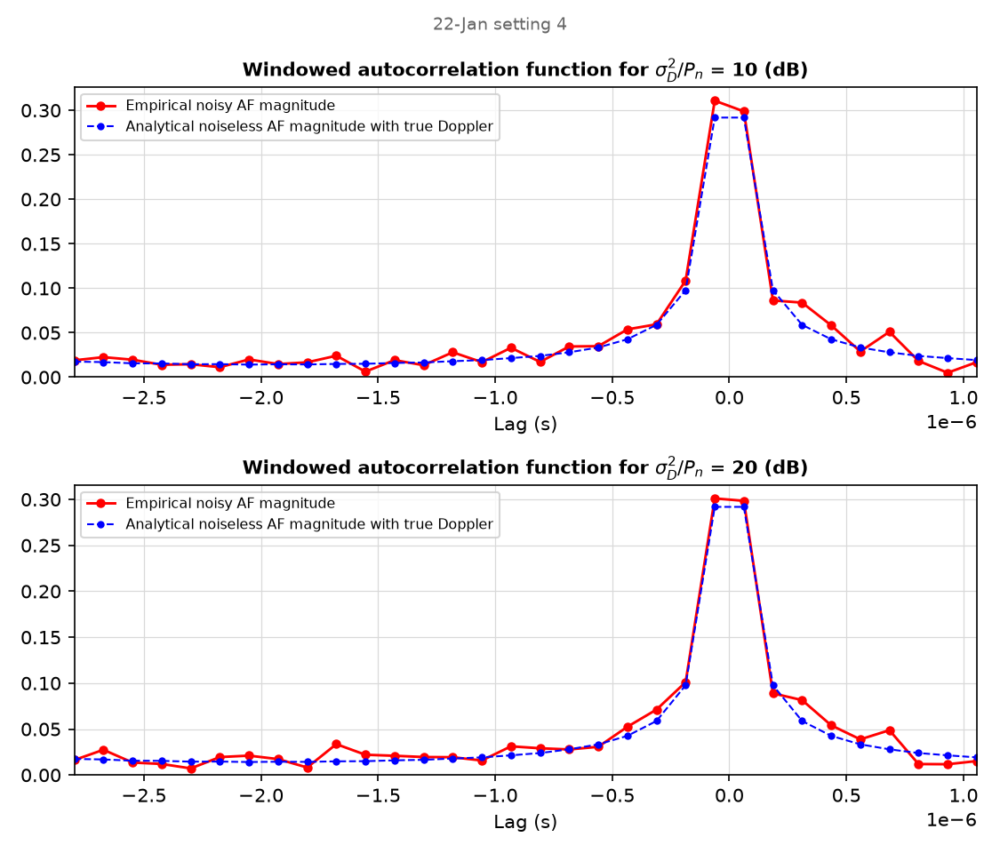 22-Jan setting 4
Windowed autocorrelation function for σ_D^2/P_n = 10 (dB)
Empirical noisy AF magnitude
Analytical noiseless AF magnitude with true Doppler
0.30
0.25
0.20
0.15
0.10
0.05
0.00
−2.5 −2.0 −1.5 −1.0 −0.5 0.0 0.5 1.0
1e−6
Lag (s)
Windowed autocorrelation function for σ_D^2/P_n = 20 (dB)
Empirical noisy AF magnitude
Analytical noiseless AF magnitude with true Doppler
0.30
0.25
0.20
0.15
0.10
0.05
0.00
−2.5 −2.0 −1.5 −1.0 −0.5 0.0 0.5 1.0
1e−6
Lag (s)